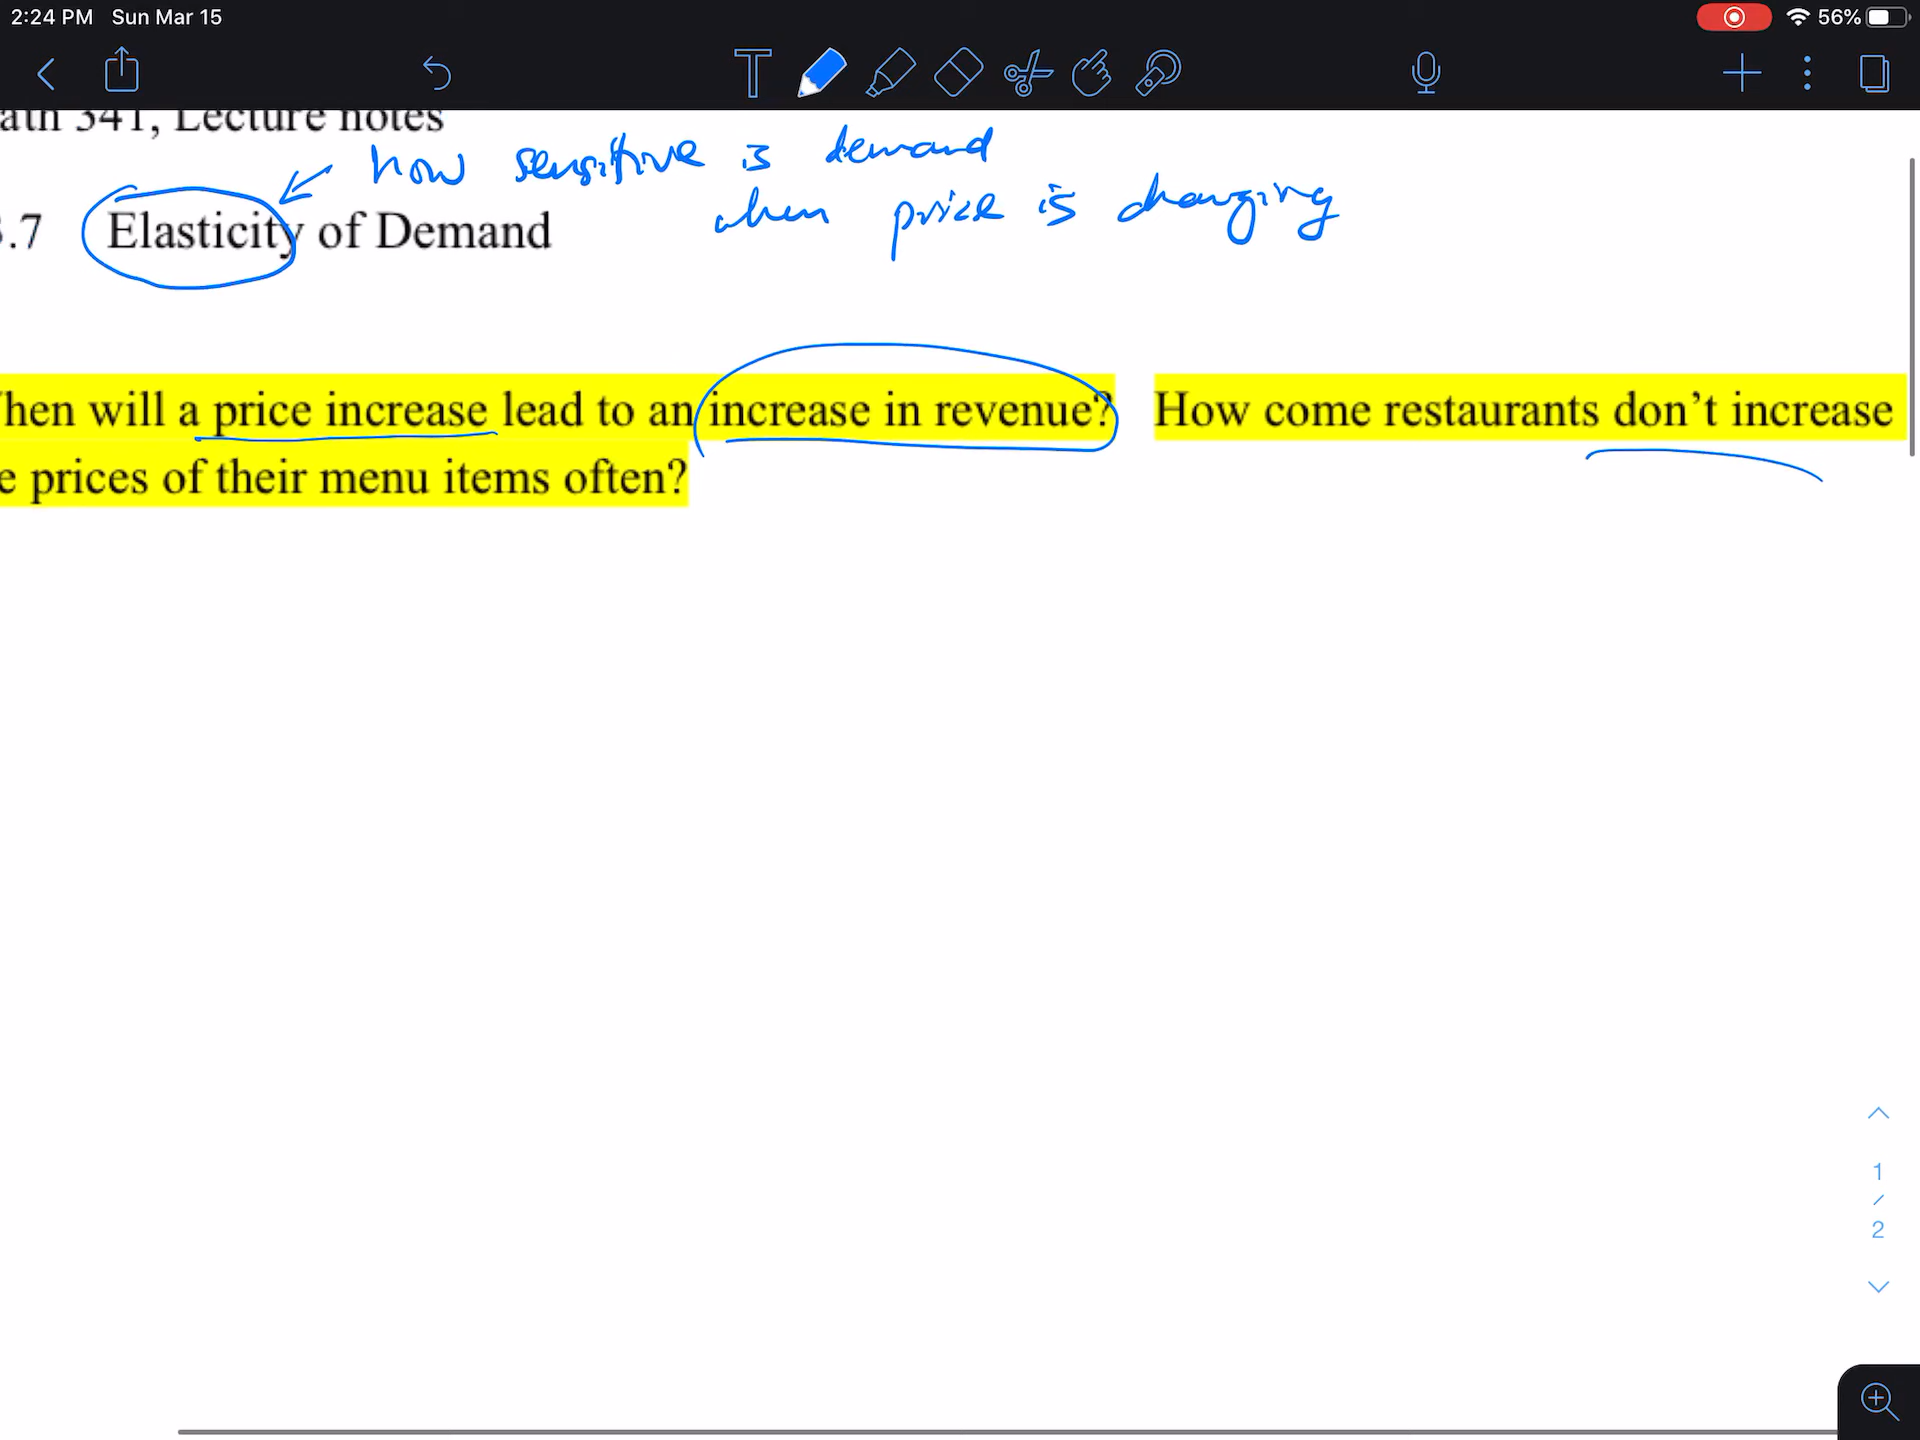 2:24 PM Sun Mar 15
56%
ath 341, Lecture notes
how sensitive is demand
when price is changing
3.7 Elasticity of Demand
hen will a price increase lead to an increase in revenue? How come restaurants don’t increase
e prices of their menu items often?
1
/
2